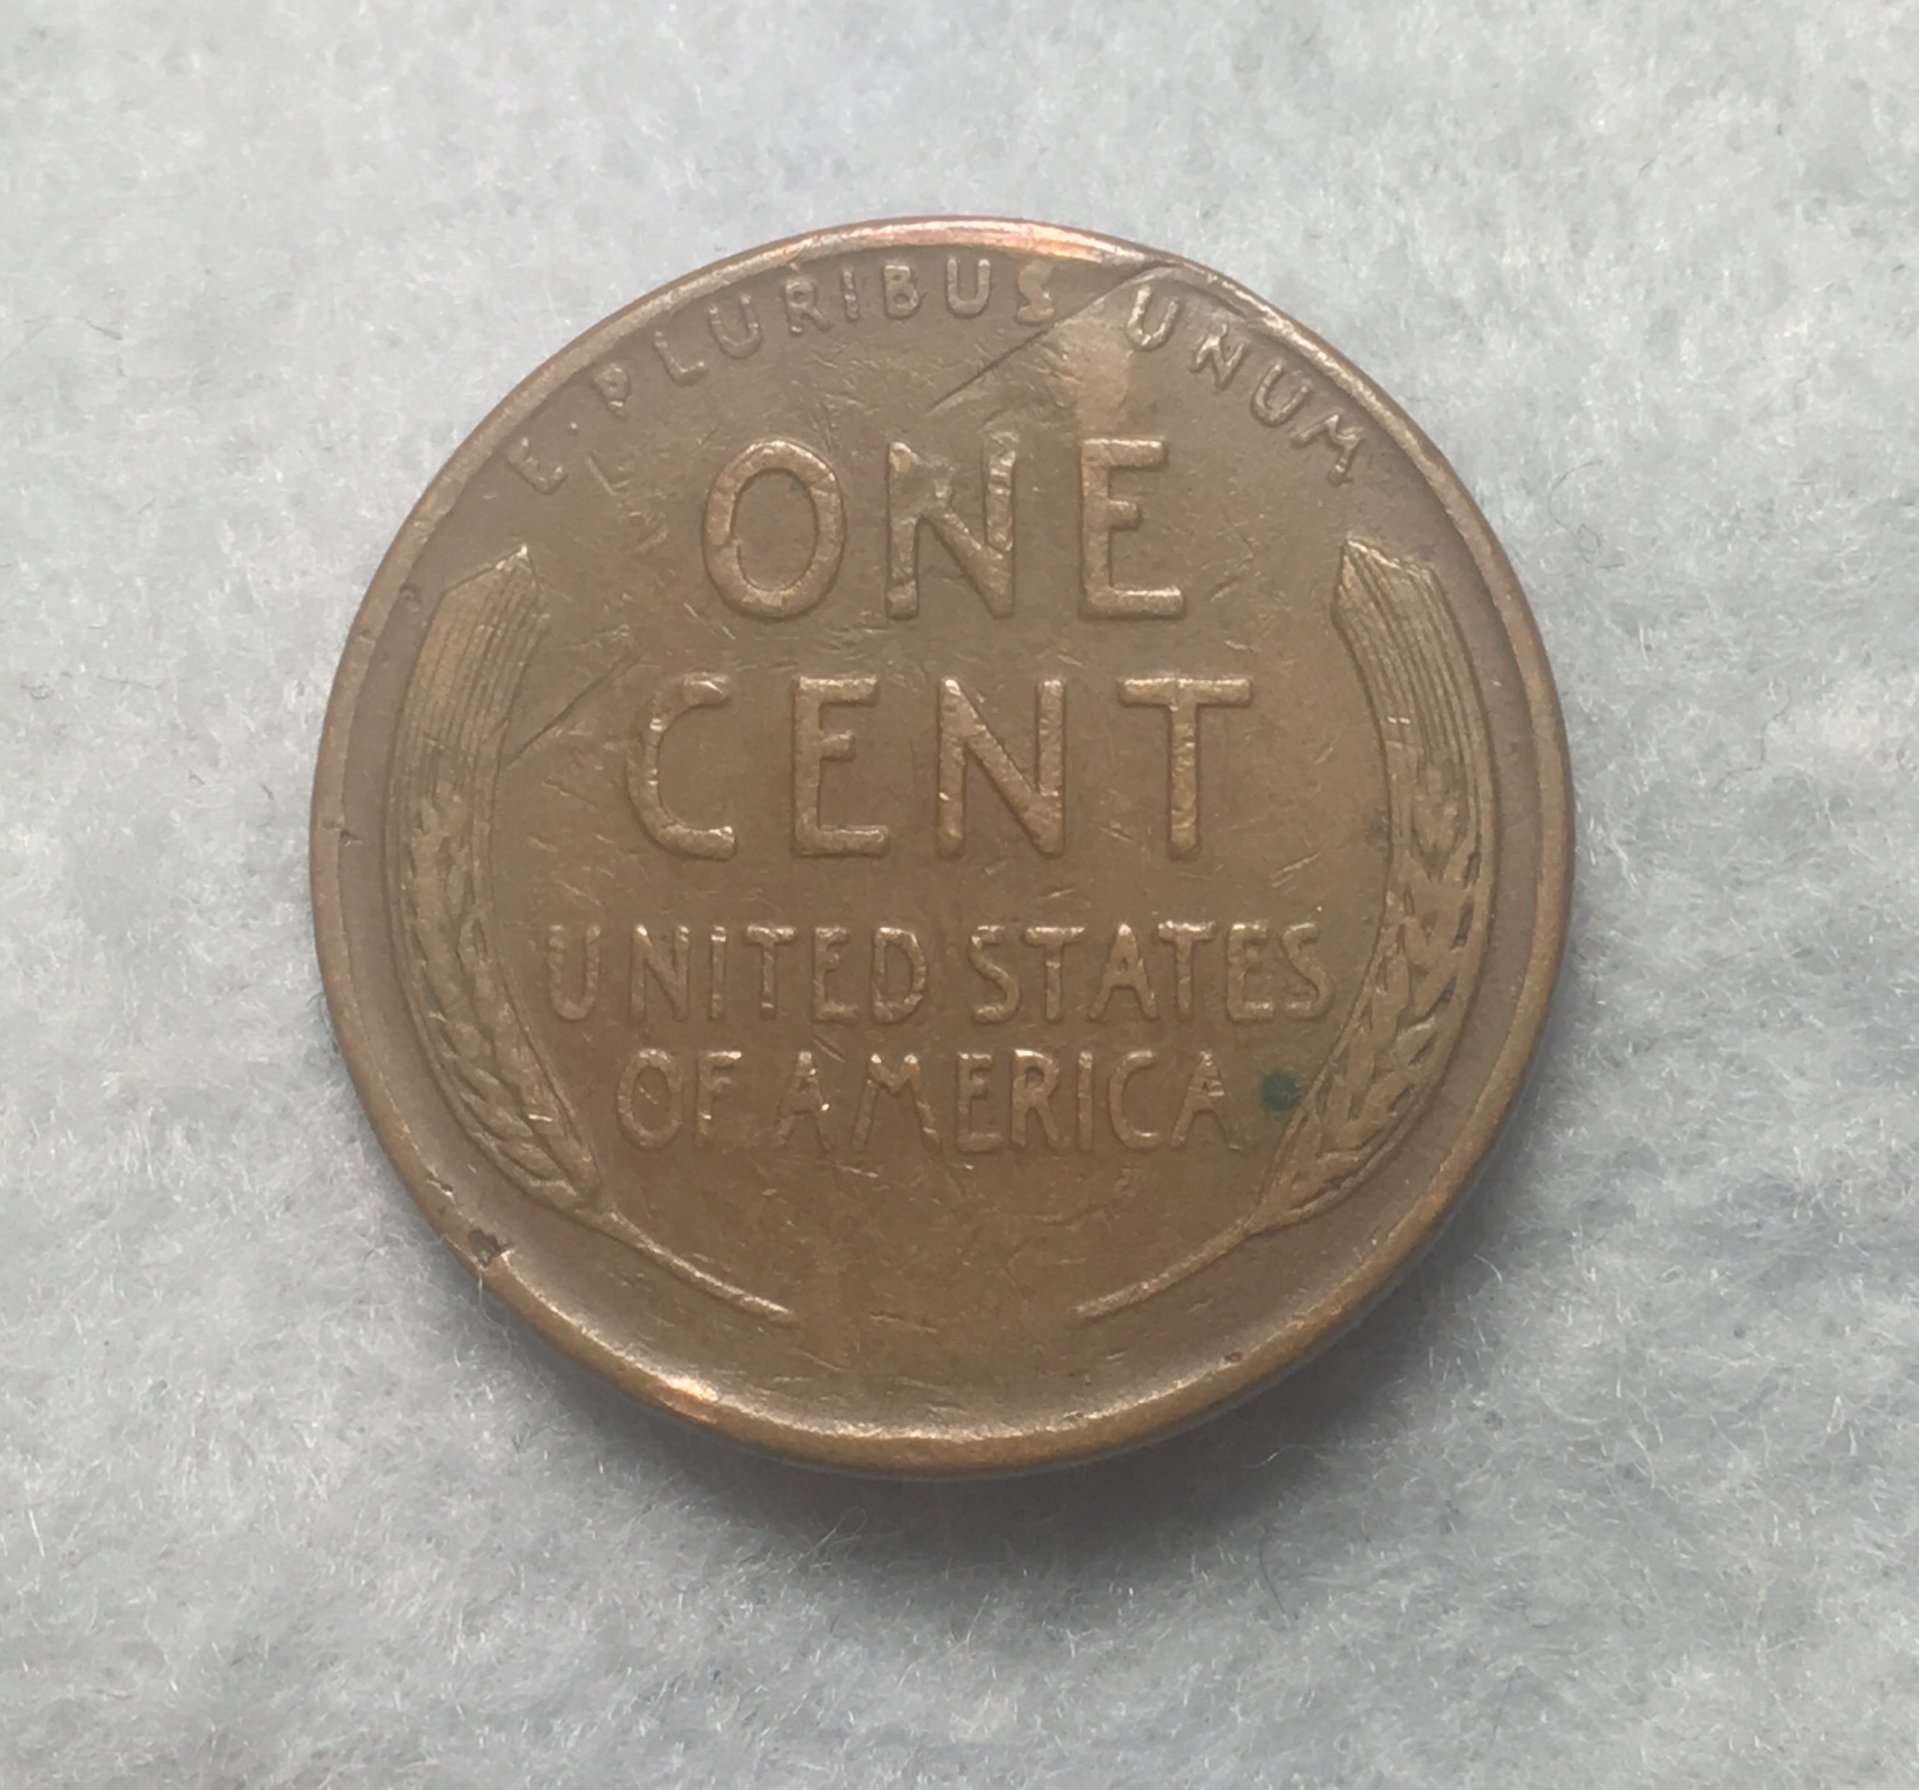 E·PLURIBUS UNUM
ONE
CENT
UNITED STATES
OF AMERICA